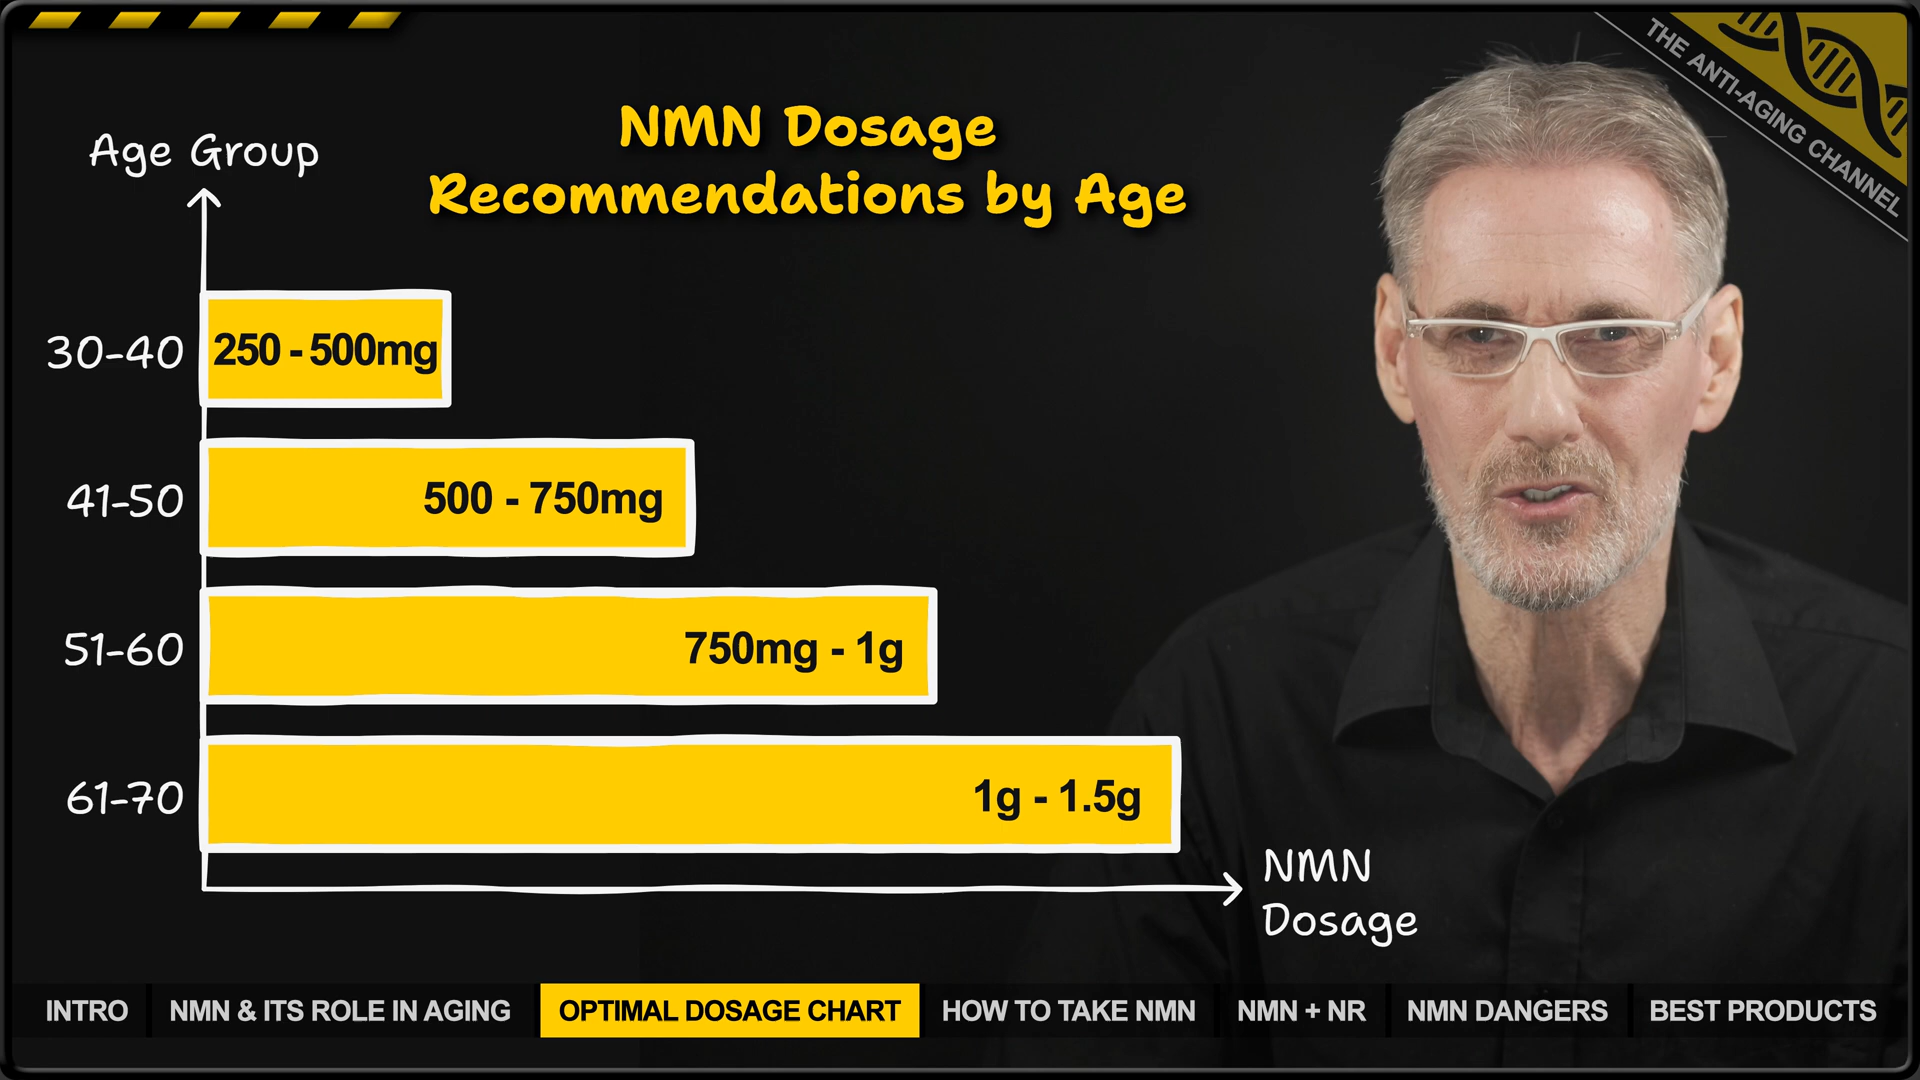 THE ANTI-AGING CHANNEL
NMN Dosage
Recommendations by Age
Age Group
30-40
250 - 500mg
41-50
500 - 750mg
51-60
750mg - 1g
61-70
1g - 1.5g
NMN
Dosage
INTRO
NMN & ITS ROLE IN AGING
OPTIMAL DOSAGE CHART
HOW TO TAKE NMN
NMN + NR
NMN DANGERS
BEST PRODUCTS